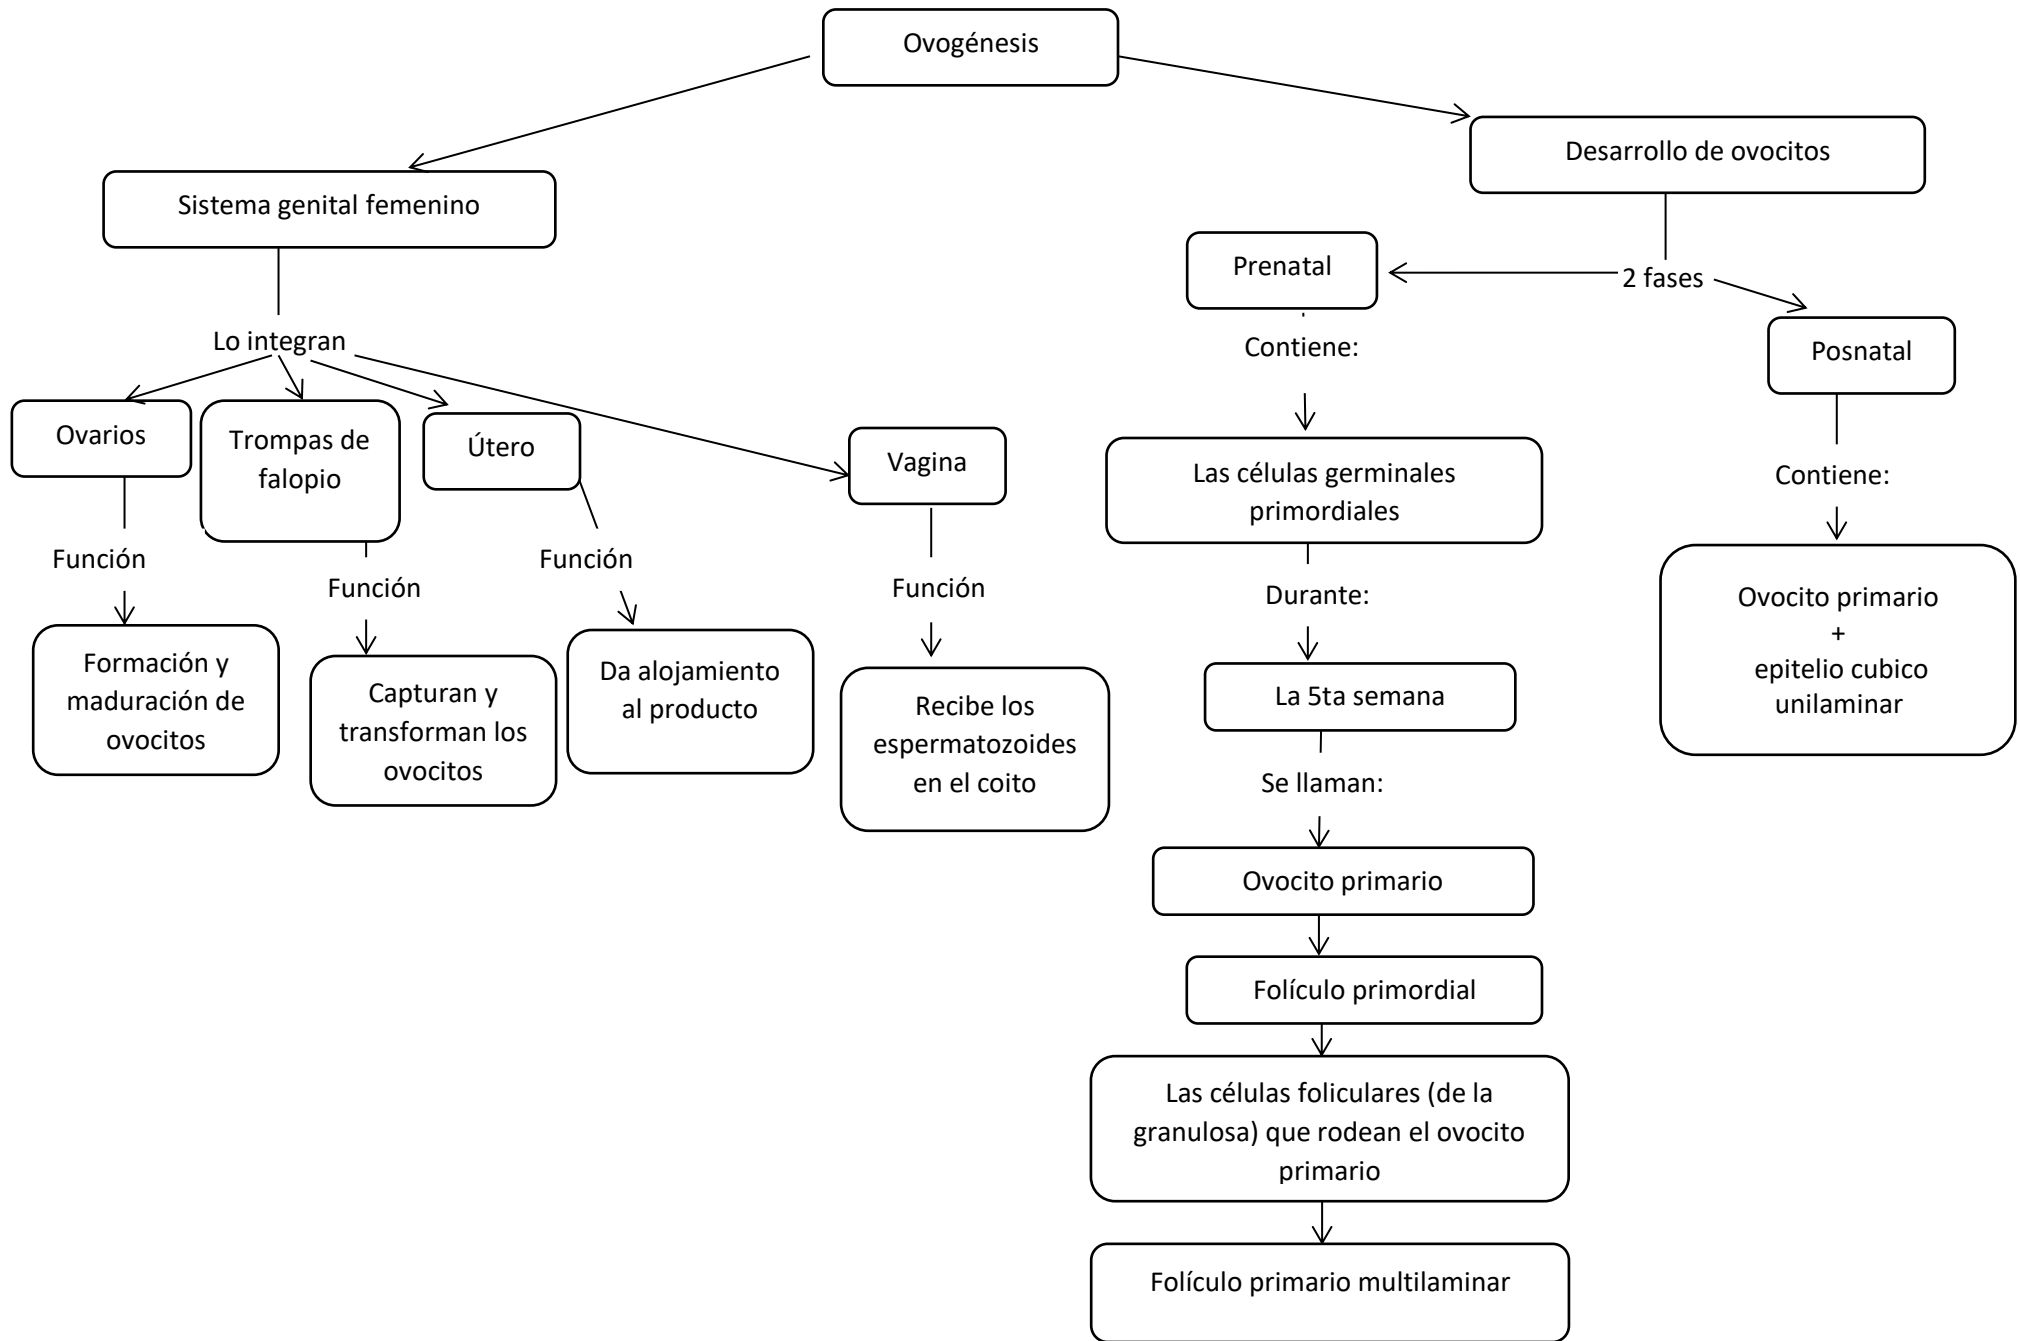 Ovogénesis
Sistema genital femenino
Lo integran
Ovarios
Función
Formación y
maduración de
ovocitos
Trompas de
falopio
Función
Capturan y
transforman los
ovocitos
Útero
Función
Da alojamiento
al producto
Vagina
Función
Recibe los
espermatozoides
en el coito
Desarrollo de ovocitos
2 fases
Prenatal
Contiene:
Las células germinales
primordiales
Durante:
La 5ta semana
Se llaman:
Ovocito primario
Folículo primordial
Las células foliculares (de la
granulosa) que rodean el ovocito
primario
Folículo primario multilaminar
Posnatal
Contiene:
Ovocito primario
+
epitelio cubico
unilaminar